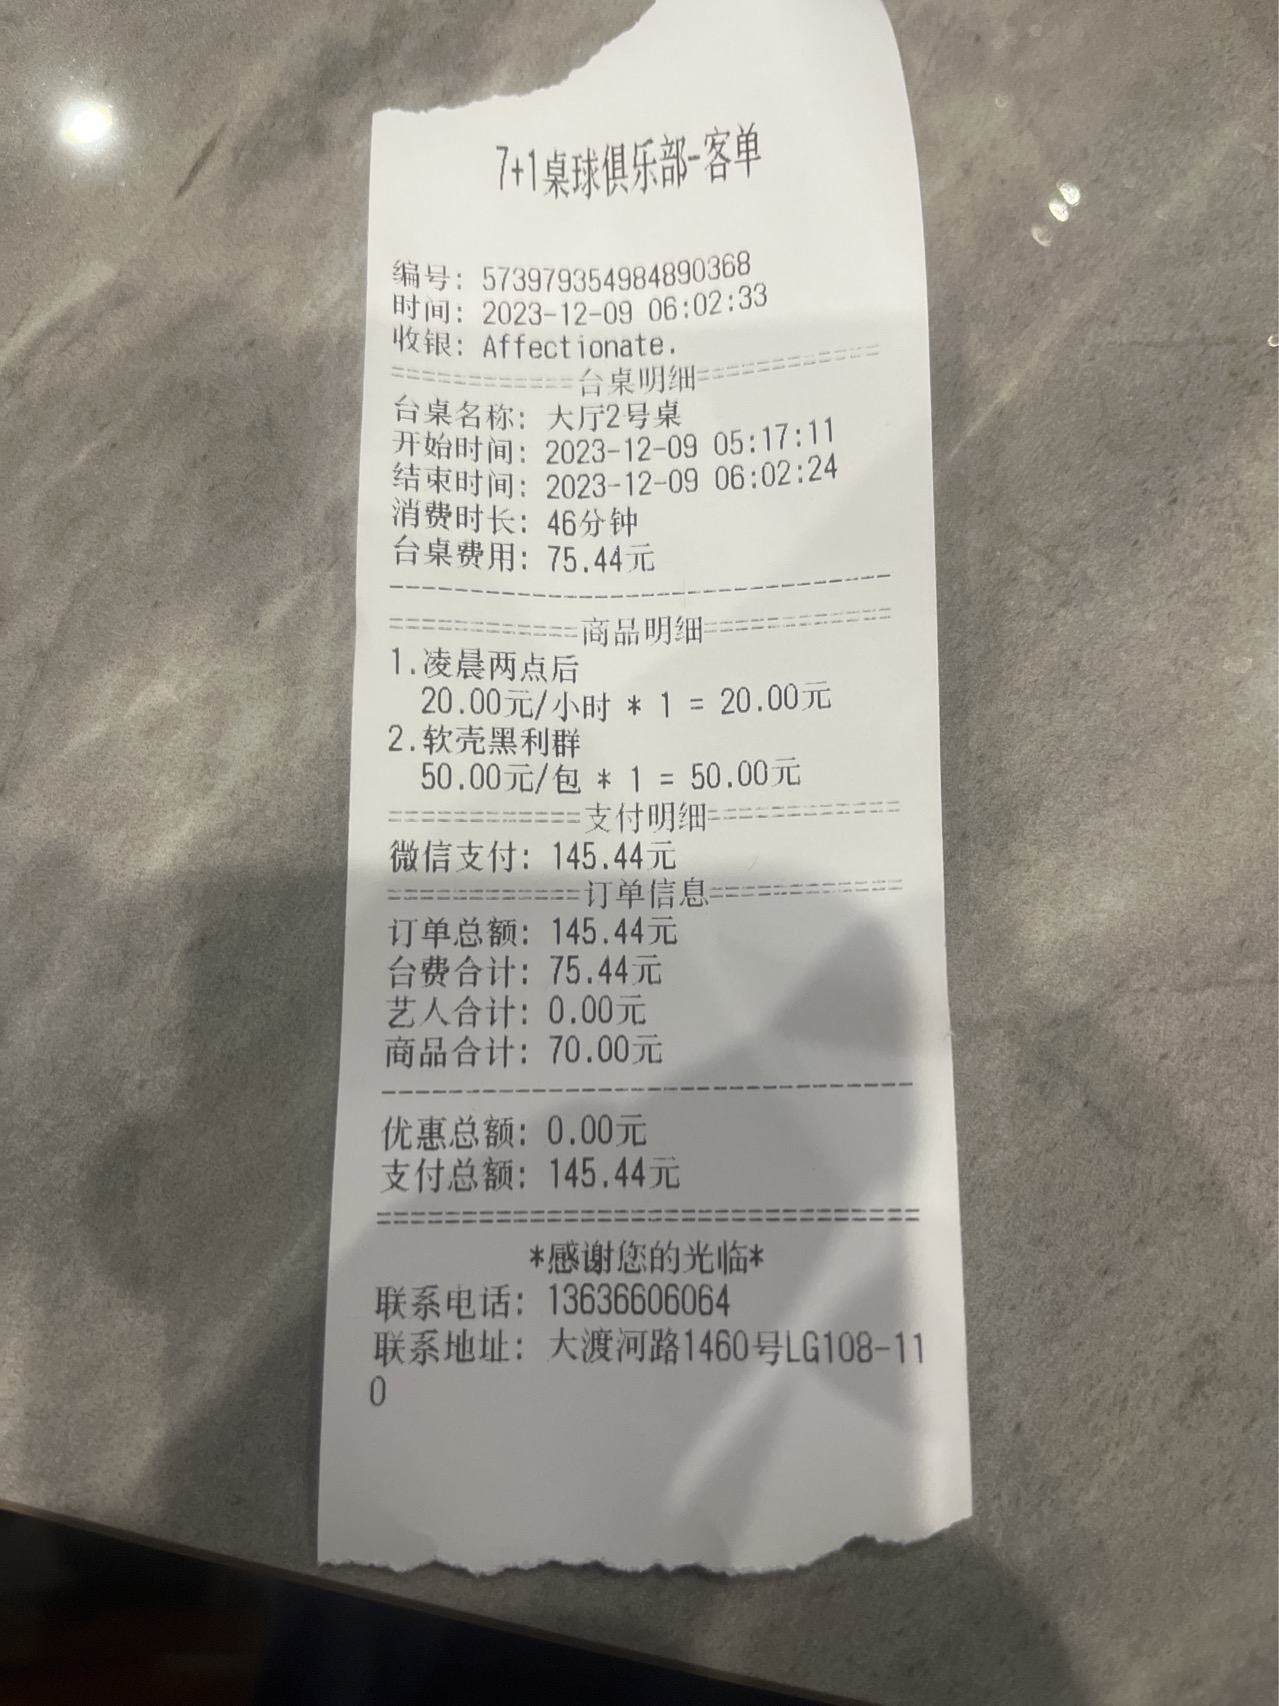 7+1桌球俱乐部-客单
编号: 573979354984890368
时间: 2023-12-09 06:02:33
收银: Affectionate.
============台桌明细============
台桌名称: 大厅2号桌
开始时间: 2023-12-09 05:17:11
结束时间: 2023-12-09 06:02:24
消费时长: 46分钟
台桌费用: 75.44元
--------------------------------
============商品明细============
1.凌晨两点后
20.00元/小时 * 1 = 20.00元
2.软壳黑利群
50.00元/包 * 1 = 50.00元
============支付明细============
微信支付: 145.44元
============订单信息============
订单总额: 145.44元
台费合计: 75.44元
艺人合计: 0.00元
商品合计: 70.00元
--------------------------------
优惠总额: 0.00元
支付总额: 145.44元
================================
*感谢您的光临*
联系电话: 13636606064
联系地址: 大渡河路1460号LG108-11
0